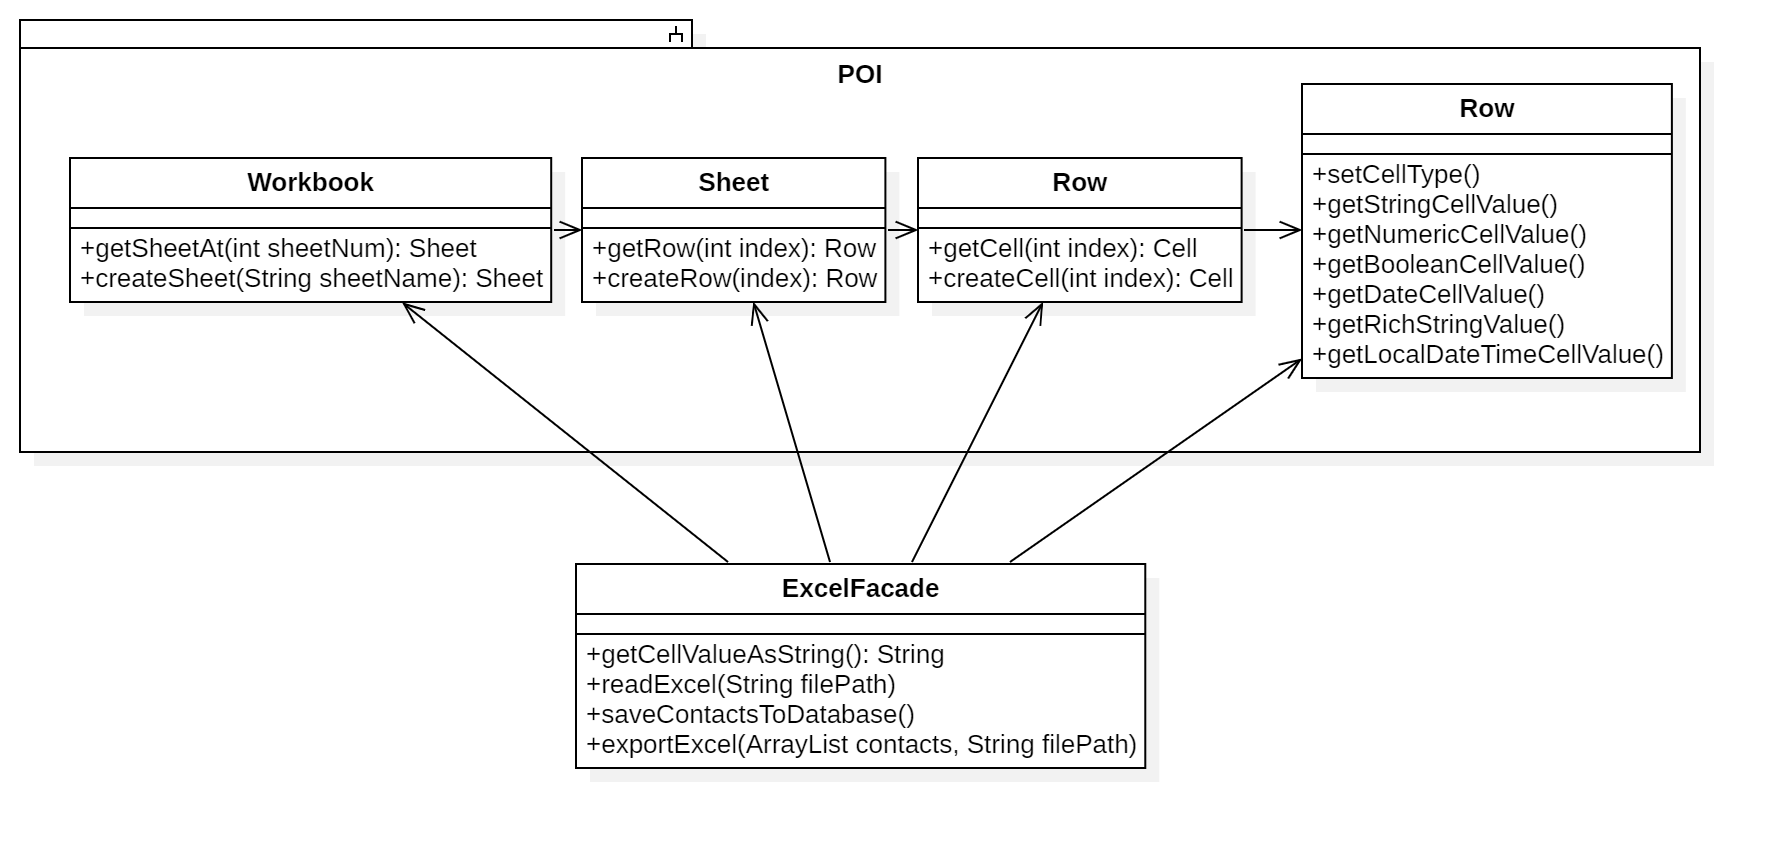 POI
Workbook
+getSheetAt(int sheetNum): Sheet
+createSheet(String sheetName): Sheet
Sheet
+getRow(int index): Row
+createRow(index): Row
Row
+getCell(int index): Cell
+createCell(int index): Cell
Row
+setCellType()
+getStringCellValue()
+getNumericCellValue()
+getBooleanCellValue()
+getDateCellValue()
+getRichStringValue()
+getLocalDateTimeCellValue()
ExcelFacade
+getCellValueAsString(): String
+readExcel(String filePath)
+saveContactsToDatabase()
+exportExcel(ArrayList contacts, String filePath)